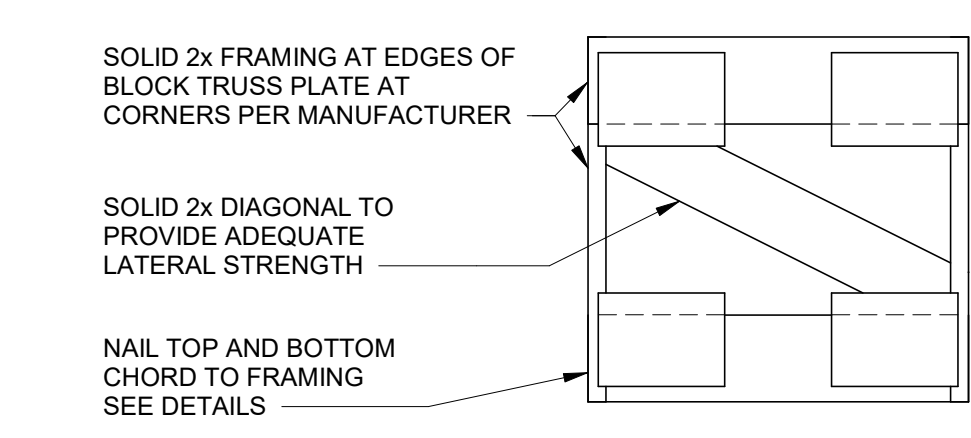 SOLID 2x FRAMING AT EDGES OF
BLOCK TRUSS PLATE AT
CORNERS PER MANUFACTURER
SOLID 2x DIAGONAL TO
PROVIDE ADEQUATE
LATERAL STRENGTH
NAIL TOP AND BOTTOM
CHORD TO FRAMING
SEE DETAILS